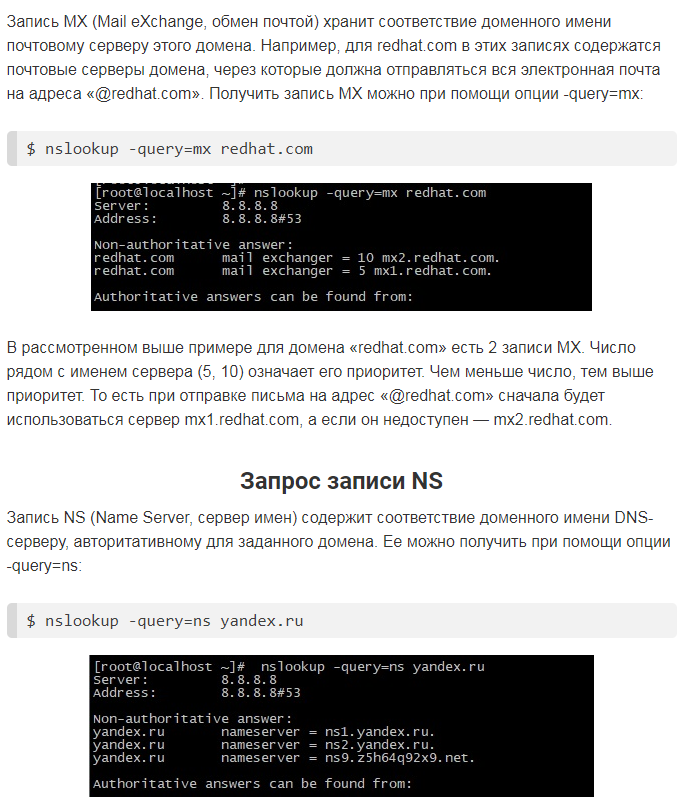 Запись MX (Mail eXchange, обмен почтой) хранит соответствие доменного имени
почтовому серверу этого домена. Например, для redhat.com в этих записях содержатся
почтовые серверы домена, через которые должна отправляться вся электронная почта
на адреса «@redhat.com». Получить запись MX можно при помощи опции -query=mx:
$ nslookup -query=mx redhat.com
[root@localhost ~]# nslookup -query=mx redhat.com
Server: 8.8.8.8
Address: 8.8.8.8#53
Non-authoritative answer:
redhat.com mail exchanger = 10 mx2.redhat.com.
redhat.com mail exchanger = 5 mx1.redhat.com.
Authoritative answers can be found from:
В рассмотренном выше примере для домена «redhat.com» есть 2 записи MX. Число
рядом с именем сервера (5, 10) означает его приоритет. Чем меньше число, тем выше
приоритет. То есть при отправке письма на адрес «@redhat.com» сначала будет
использоваться сервер mx1.redhat.com, а если он недоступен — mx2.redhat.com.
Запрос записи NS
Запись NS (Name Server, сервер имен) содержит соответствие доменного имени DNS-
серверу, авторитативному для заданного домена. Ее можно получить при помощи опции
-query=ns:
$ nslookup -query=ns yandex.ru
[root@localhost ~]#  nslookup -query=ns yandex.ru
Server: 8.8.8.8
Address: 8.8.8.8#53
Non-authoritative answer:
yandex.ru nameserver = ns1.yandex.ru.
yandex.ru nameserver = ns2.yandex.ru.
yandex.ru nameserver = ns9.z5h64q92x9.net.
Authoritative answers can be found from: